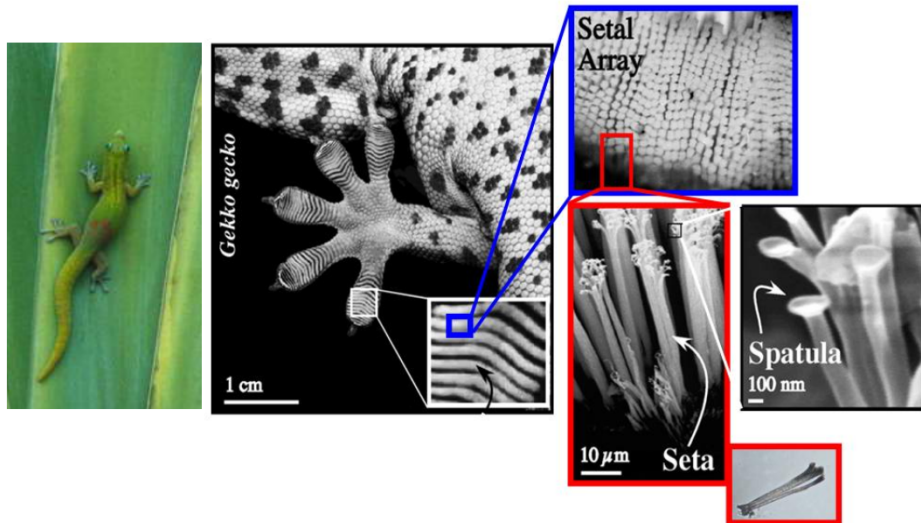 Gekko gecko
1 cm
Setal
Array
10 μm
Seta
Spatula
100 nm